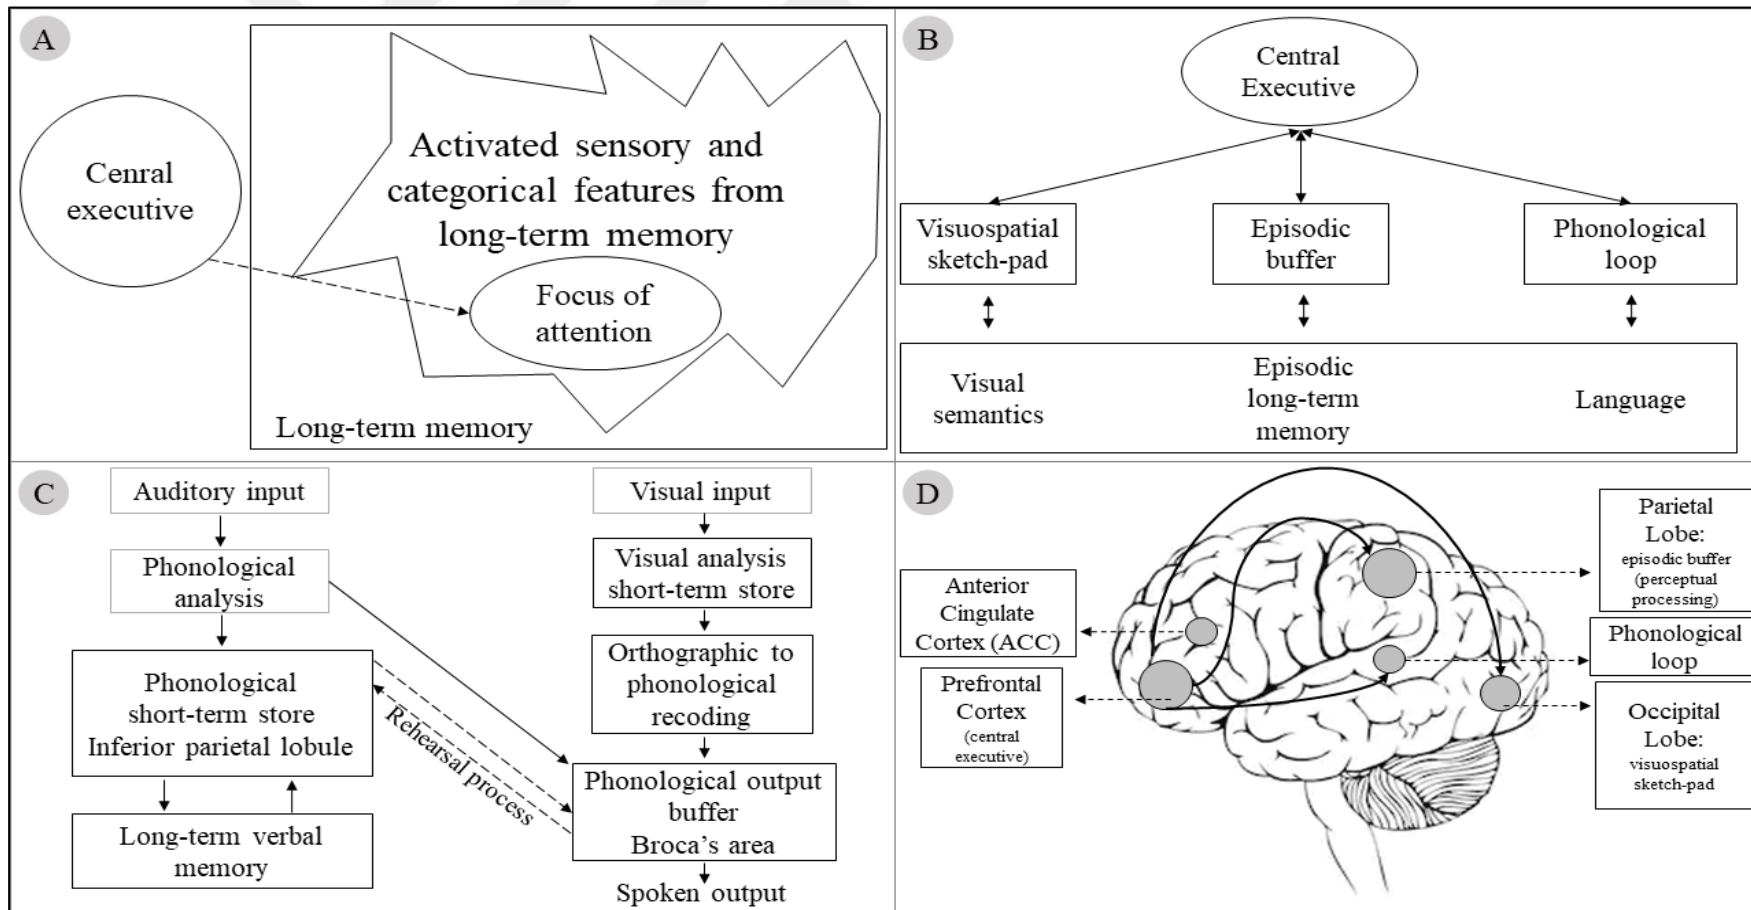 A
Cenral
executive
Activated sensory and
categorical features from
long-term memory
Focus of
attention
Long-term memory
B
Central
Executive
Visuospatial
sketch-pad
Episodic
buffer
Phonological
loop
Visual
semantics
Episodic
long-term
memory
Language
C
Auditory input
Phonological
analysis
Phonological
short-term store
Inferior parietal lobule
Long-term verbal
memory
Rehearsal process
Visual input
Visual analysis
short-term store
Orthographic to
phonological
recoding
Phonological output
buffer
Broca's area
Spoken output
D
Anterior
Cingulate
Cortex (ACC)
Prefrontal
Cortex
(central
executive)
Parietal
Lobe:
episodic buffer
(perceptual
processing)
Phonological
loop
Occipital
Lobe:
visuospatial
sketch-pad